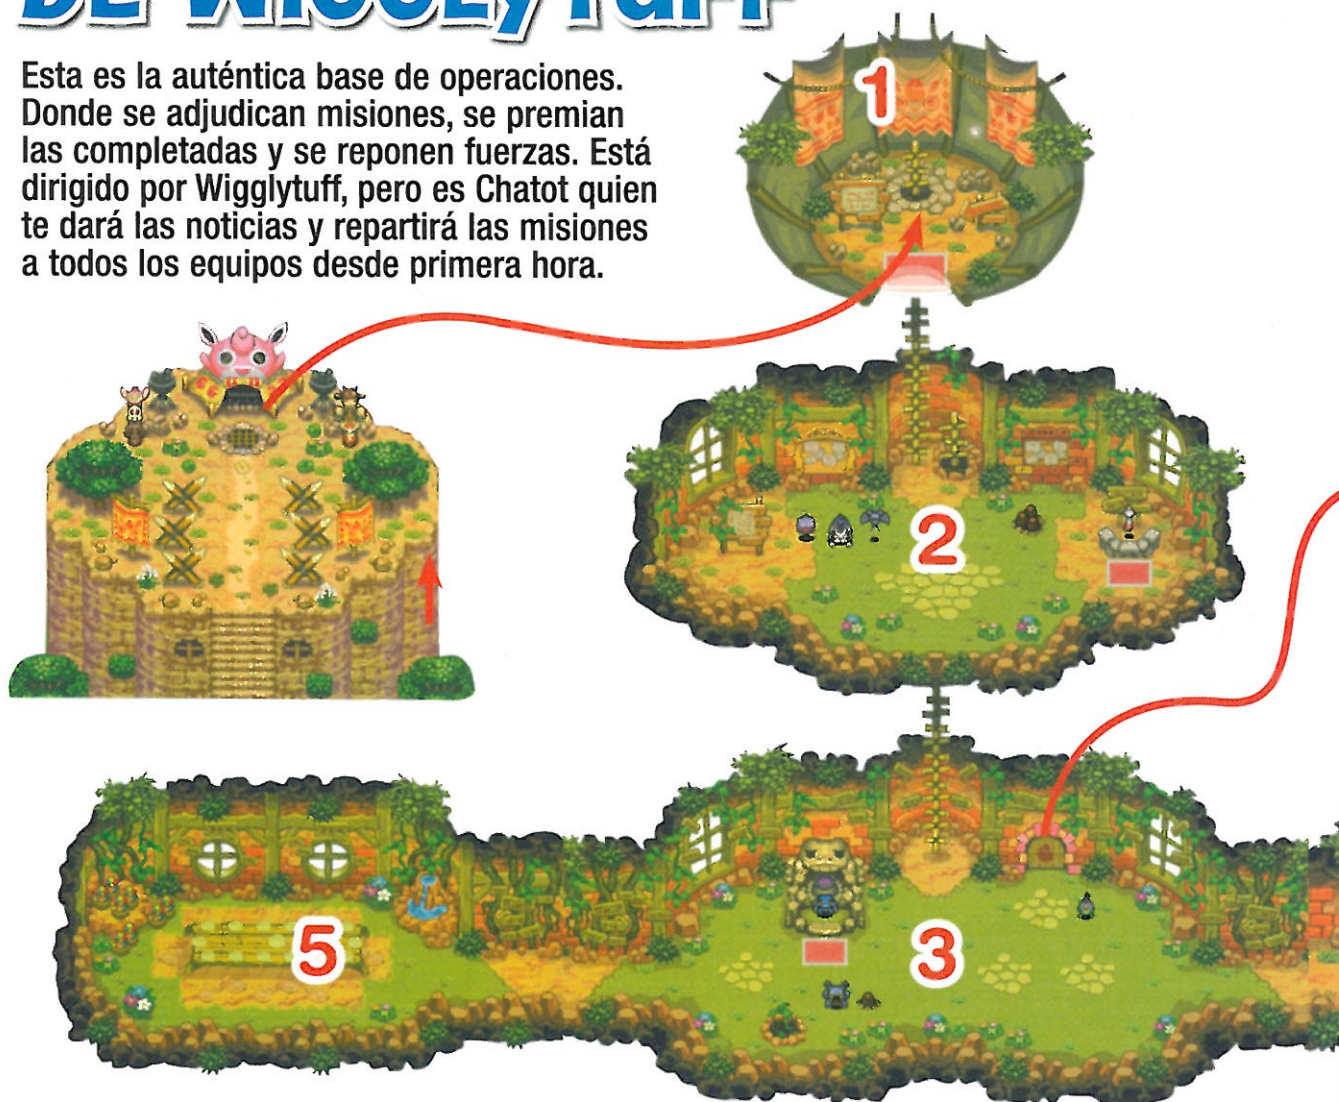 DE WIGGLYTUFF
Esta es la auténtica base de operaciones.
Donde se adjudican misiones, se premian
las completadas y se reponen fuerzas. Está
dirigido por Wigglytuff, pero es Chatot quien
te dará las noticias y repartirá las misiones
a todos los equipos desde primera hora.
1
2
3
5